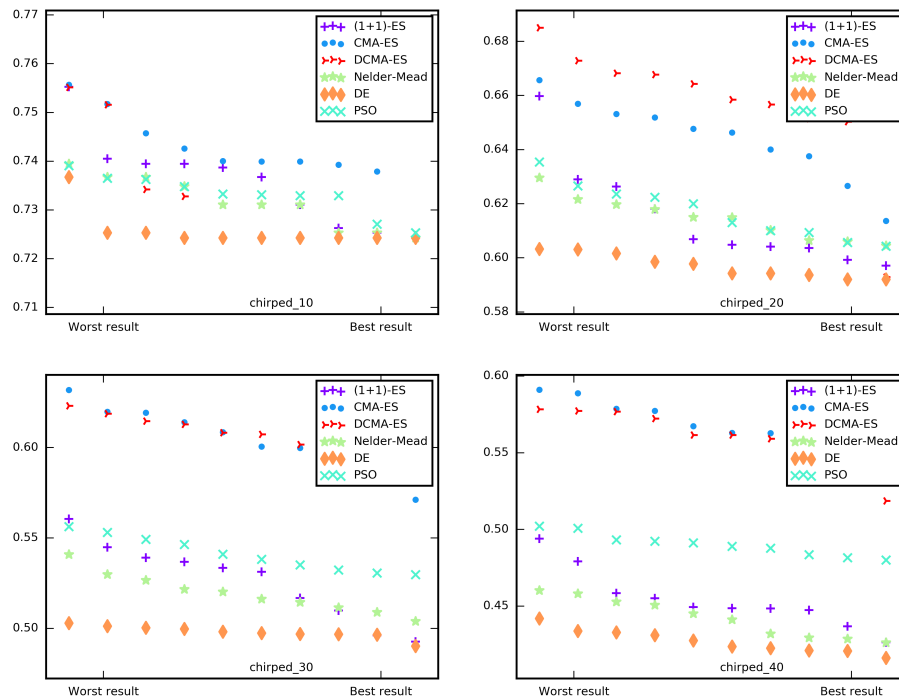 0.77
0.76
0.75
0.74
0.73
0.72
0.71
(1+1)-ES
CMA-ES
DCMA-ES
Nelder-Mead
DE
PSO
chirped_10
Worst result
Best result
0.68
0.66
0.64
0.62
0.60
0.58
(1+1)-ES
CMA-ES
DCMA-ES
Nelder-Mead
DE
PSO
chirped_20
Worst result
Best result
0.60
0.55
0.50
(1+1)-ES
CMA-ES
DCMA-ES
Nelder-Mead
DE
PSO
chirped_30
Worst result
Best result
0.60
0.55
0.50
0.45
(1+1)-ES
CMA-ES
DCMA-ES
Nelder-Mead
DE
PSO
chirped_40
Worst result
Best result